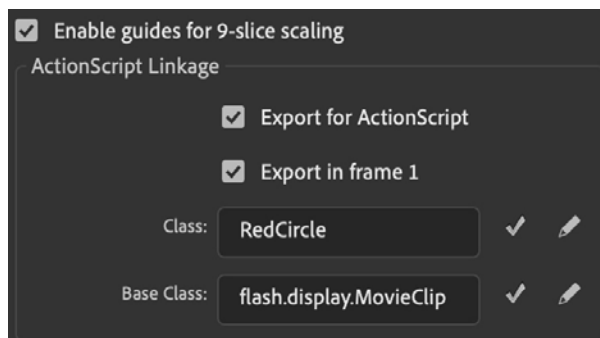 Enable guides for 9-slice scaling
ActionScript Linkage
Export for ActionScript
Export in frame 1
Class: RedCircle
Base Class: flash.display.MovieClip